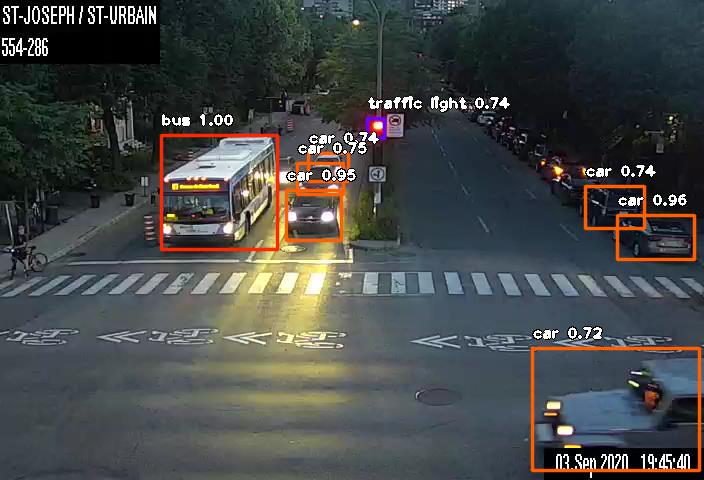 ST-JOSEPH / ST-URBAIN
554-286
traffic light 0.74
bus 1.00
car 0.74
car 0.75
car 0.95
car 0.74
car 0.96
car 0.72
03 Sep 2020 19:45:40